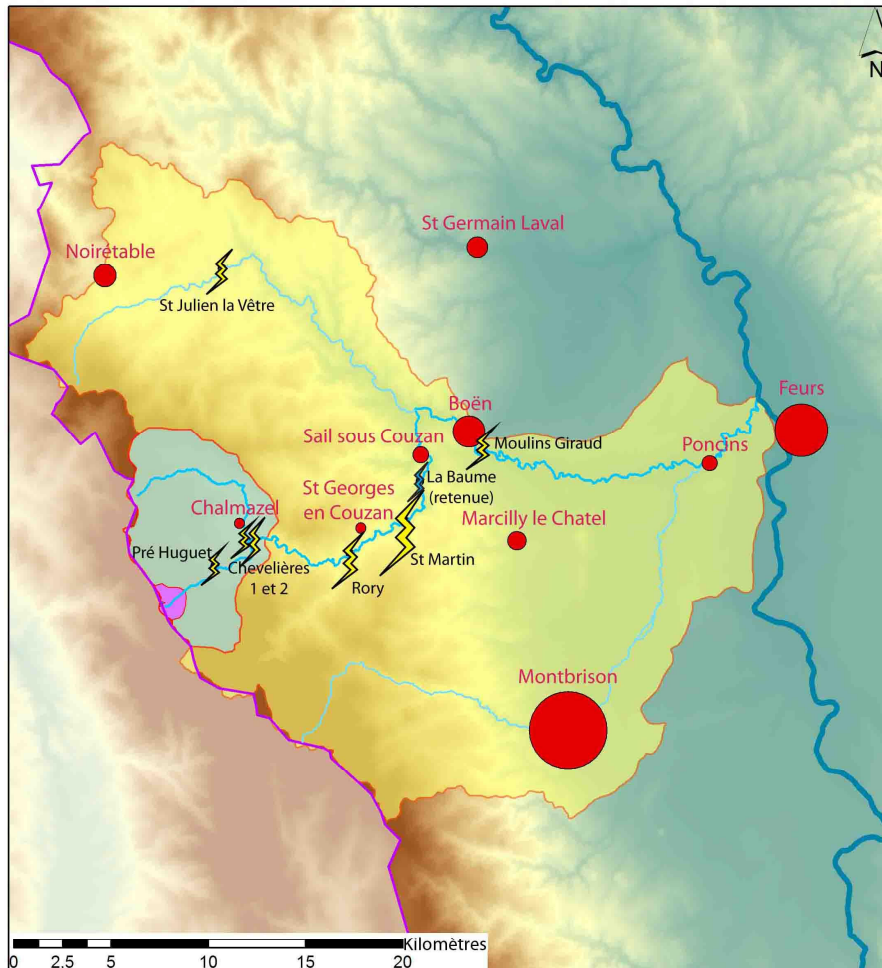 N
St Germain Laval
Noirétable
St Julien la Vêtre
Boën
Feurs
Sail sous Couzan
Moulins Giraud
Poncins
La Baume
(retenue)
St Georges
en Couzan
Chalmazel
Marcilly le Chatel
Pré Huguet
Chevelières
1 et 2
St Martin
Rory
Montbrison
Kilomètres
0 2.5 5 10 15 20